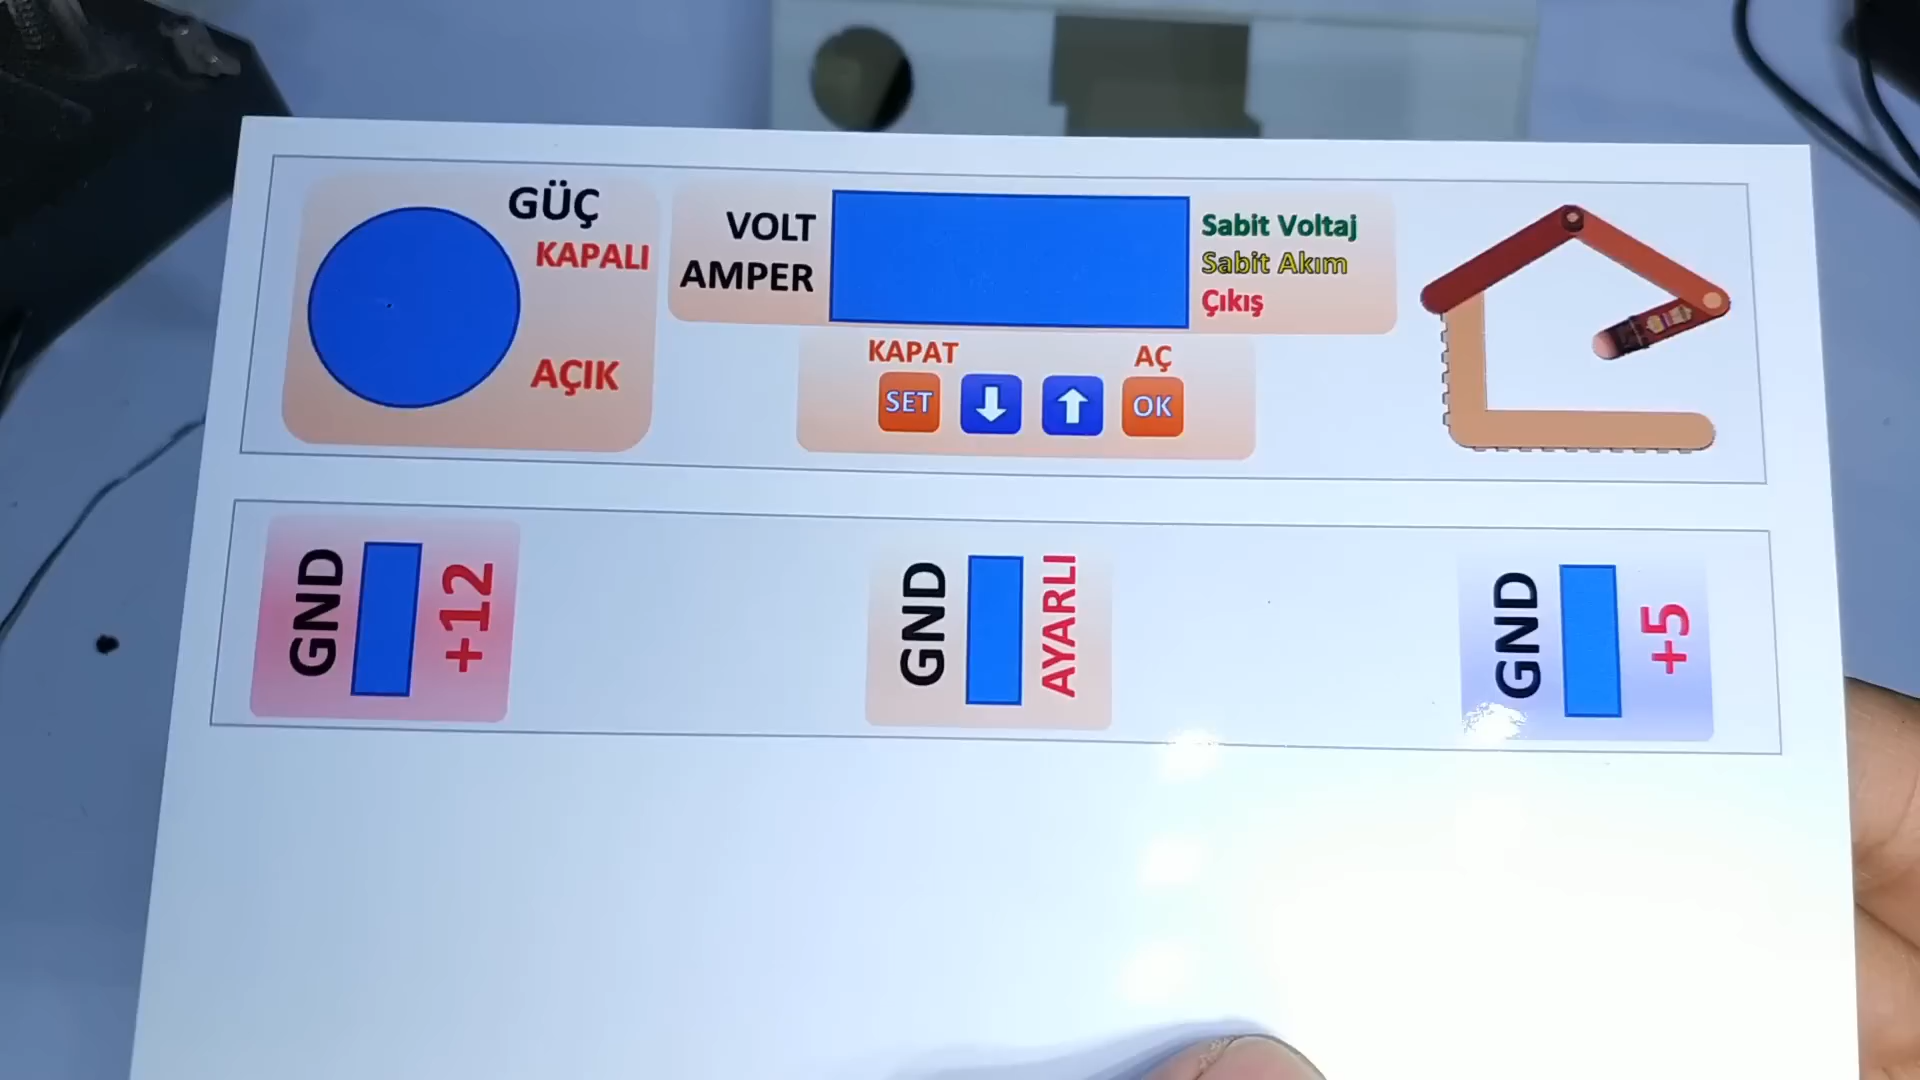 GÜÇ
KAPALI
AÇIK
VOLT
AMPER
Sabit Voltaj
Sabit Akım
Çıkış
KAPAT
AÇ
SET
OK
GND
+12
GND
AYARLI
GND
+5